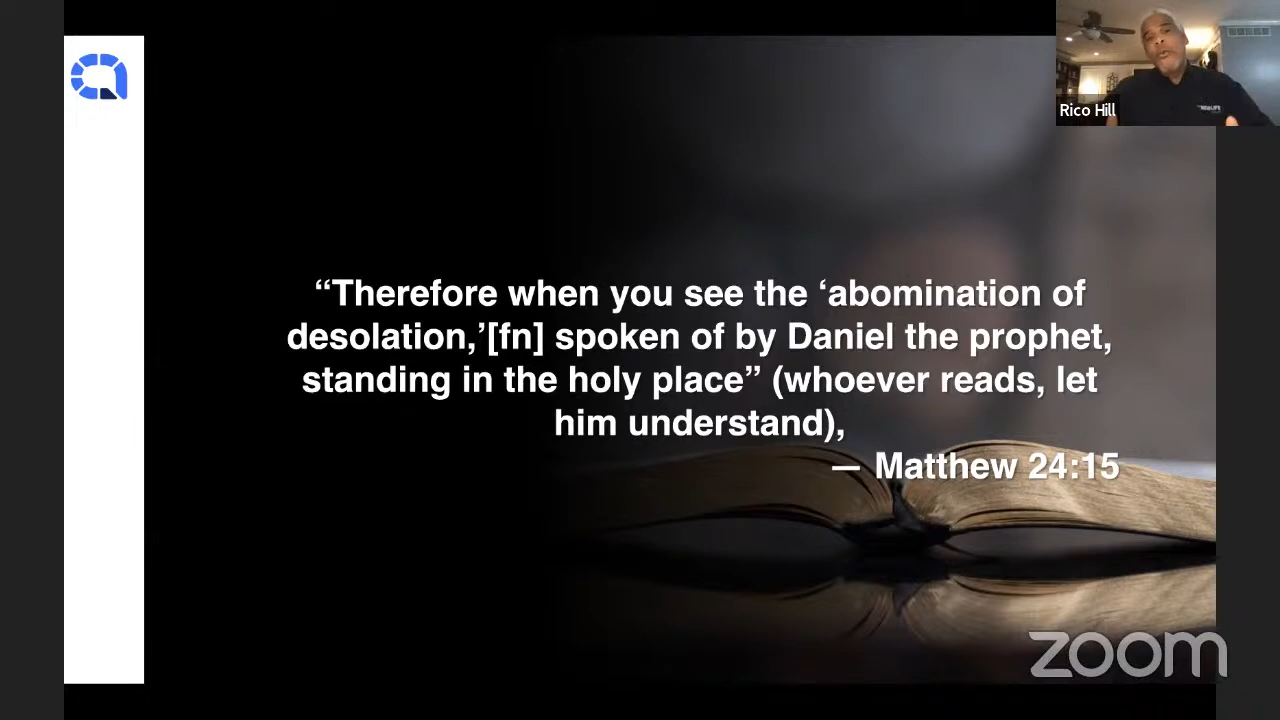 Rico Hill
“Therefore when you see the ‘abomination of
desolation,’[fn] spoken of by Daniel the prophet,
standing in the holy place” (whoever reads, let
him understand),
— Matthew 24:15
zoom